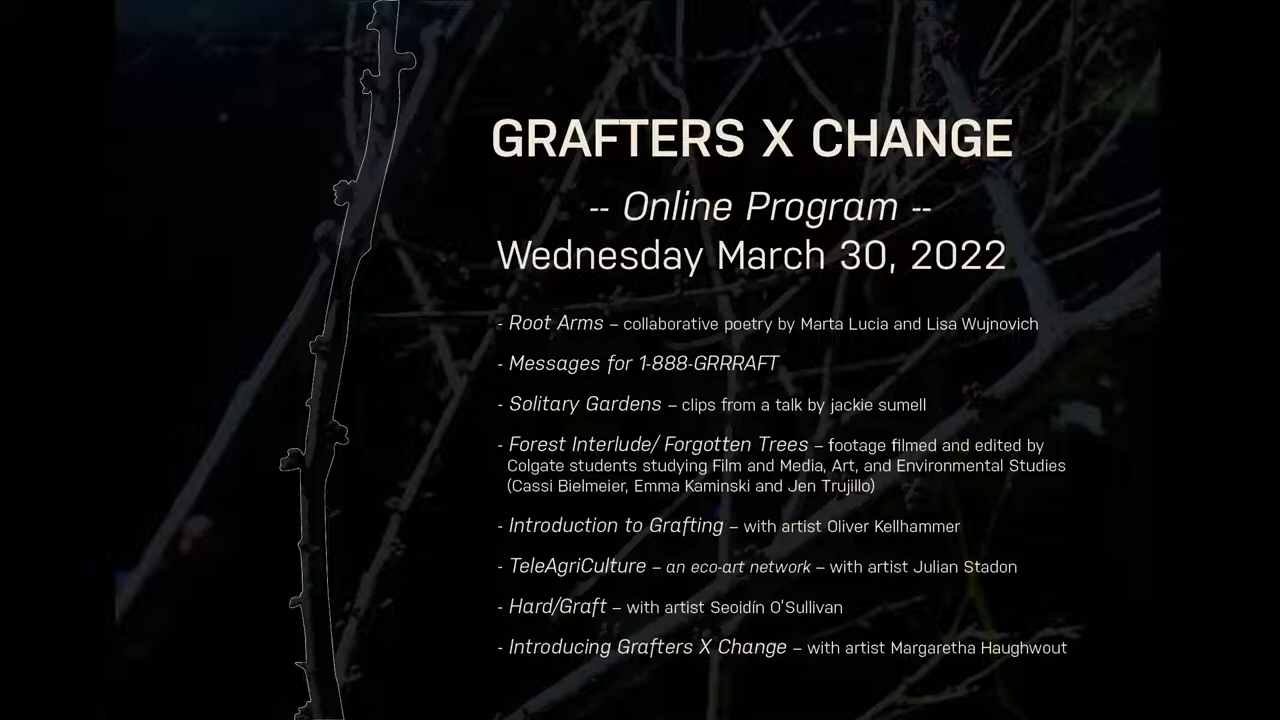 GRAFTERS X CHANGE
-- Online Program --
Wednesday March 30, 2022
- Root Arms – collaborative poetry by Marta Lucia and Lisa Wujnovich
- Messages for 1-888-GRRRAFT
- Solitary Gardens – clips from a talk by jackie sumell
- Forest Interlude/ Forgotten Trees – footage filmed and edited by
Colgate students studying Film and Media, Art, and Environmental Studies
(Cassi Bielmeier, Emma Kaminski and Jen Trujillo)
- Introduction to Grafting – with artist Oliver Kellhammer
- TeleAgriCulture – an eco-art network – with artist Julian Stadon
- Hard/Graft – with artist Seoidín O'Sullivan
- Introducing Grafters X Change – with artist Margaretha Haughwout